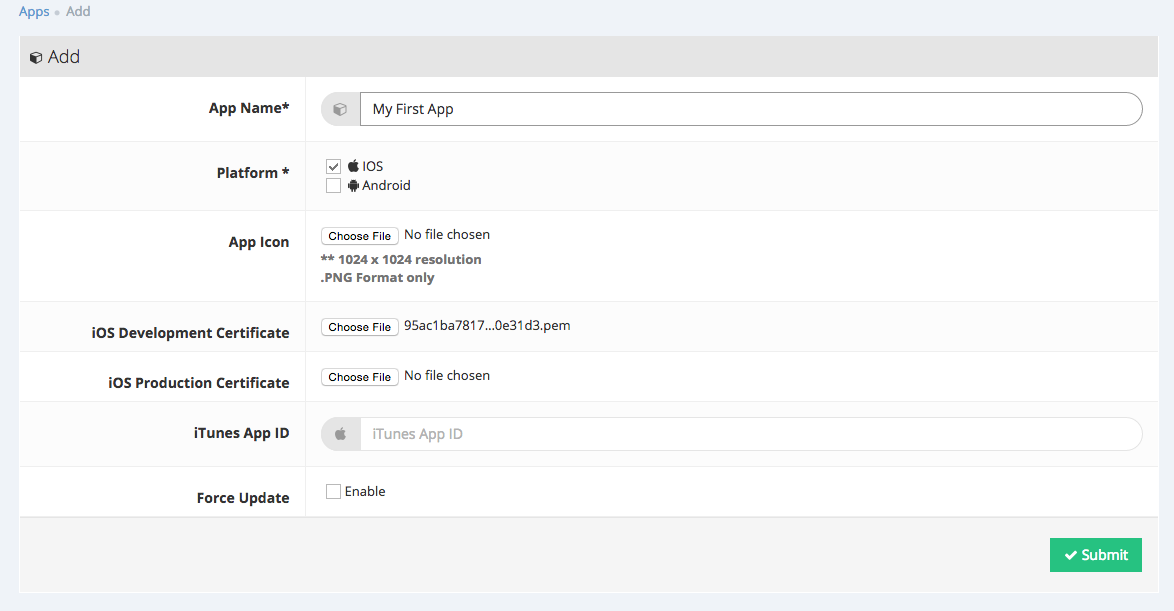 Apps Add
Add
App Name* My First App
Platform * IOS
Android
App Icon Choose File No file chosen
** 1024 x 1024 resolution
.PNG Format only
iOS Development Certificate Choose File 95ac1ba7817...0e31d3.pem
iOS Production Certificate Choose File No file chosen
iTunes App ID iTunes App ID
Force Update Enable
Submit